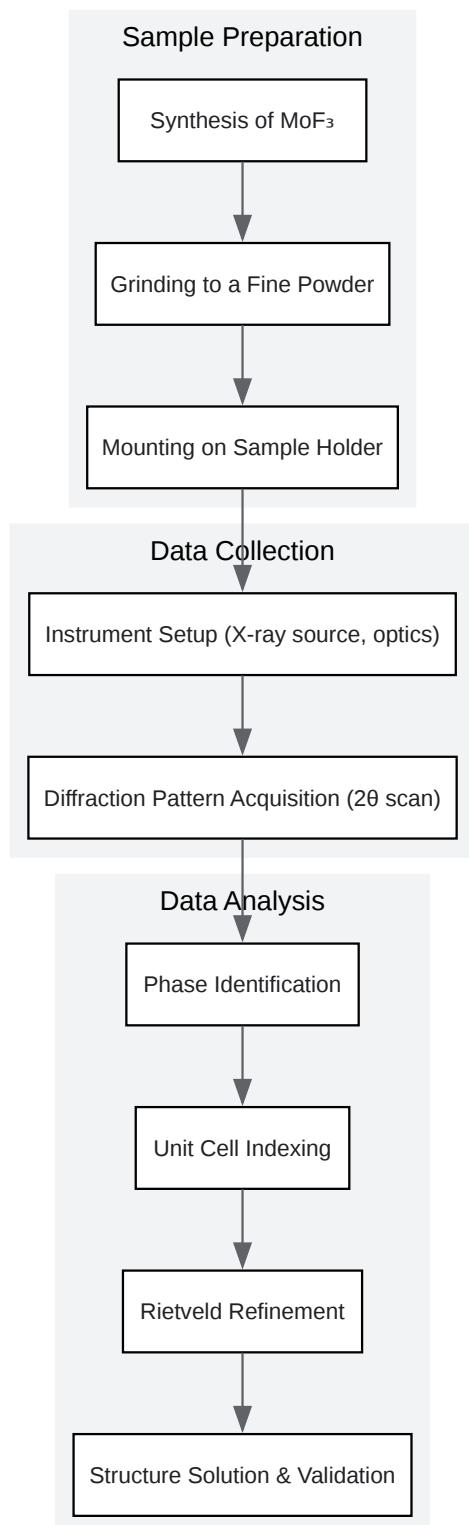 Sample Preparation
Synthesis of MoF₃
Grinding to a Fine Powder
Mounting on Sample Holder
Data Collection
Instrument Setup (X-ray source, optics)
Diffraction Pattern Acquisition (2θ scan)
Data Analysis
Phase Identification
Unit Cell Indexing
Rietveld Refinement
Structure Solution & Validation